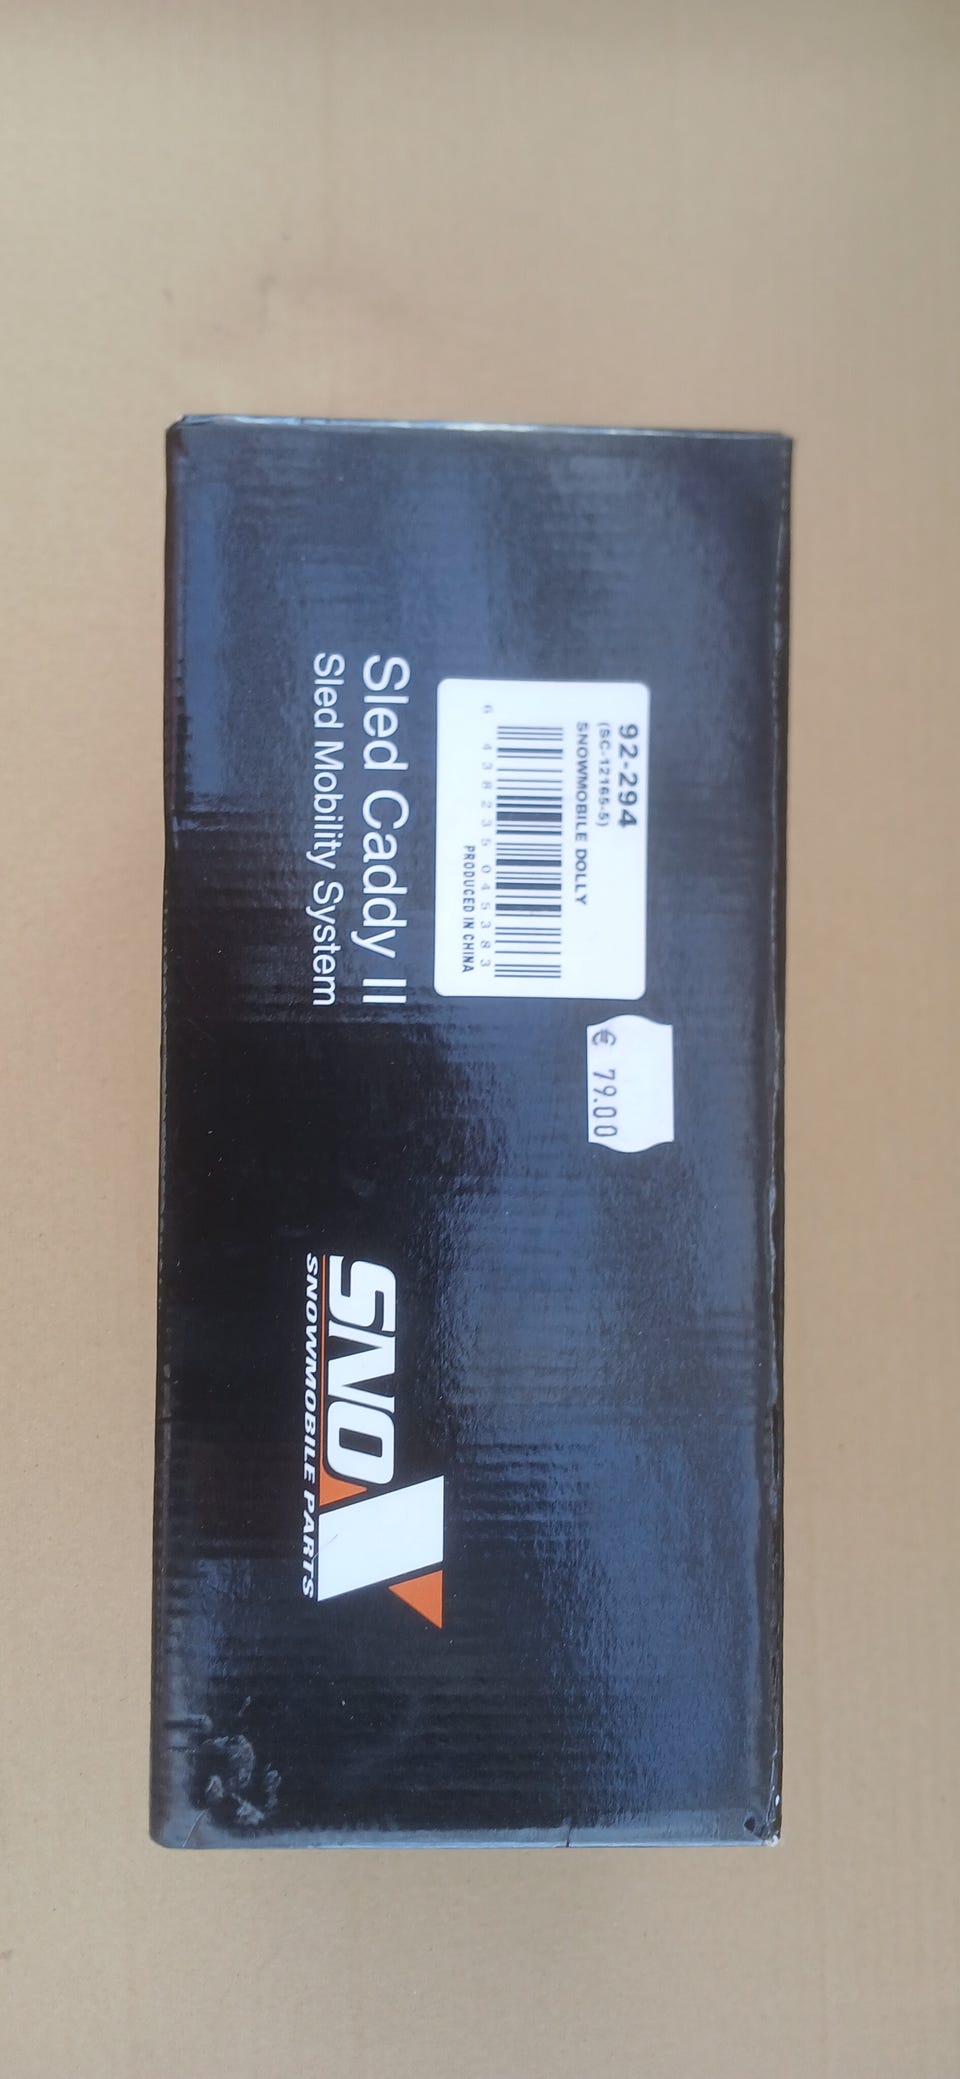 92-294
(SC-12165-5)
SNOWMOBILE DOLLY
6 438235 045383
PRODUCED IN CHINA
€ 79.00
Sled Caddy II
Sled Mobility System
SNOX
SNOWMOBILE PARTS